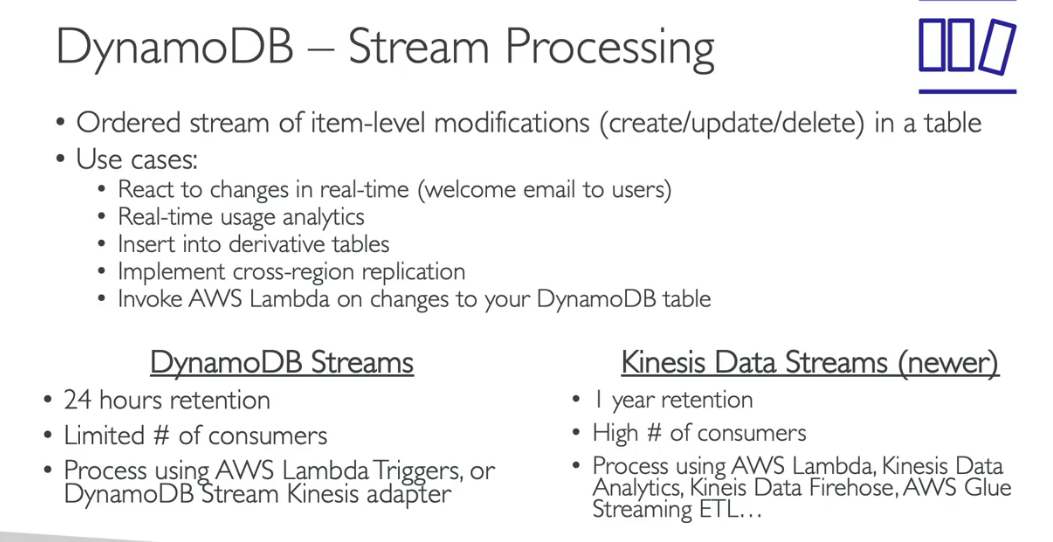 DynamoDB – Stream Processing
• Ordered stream of item-level modifications (create/update/delete) in a table
• Use cases:
• React to changes in real-time (welcome email to users)
• Real-time usage analytics
• Insert into derivative tables
• Implement cross-region replication
• Invoke AWS Lambda on changes to your DynamoDB table
DynamoDB Streams
• 24 hours retention
• Limited # of consumers
• Process using AWS Lambda Triggers, or
DynamoDB Stream Kinesis adapter
Kinesis Data Streams (newer)
• 1 year retention
• High # of consumers
• Process using AWS Lambda, Kinesis Data
Analytics, Kineis Data Firehose, AWS Glue
Streaming ETL…